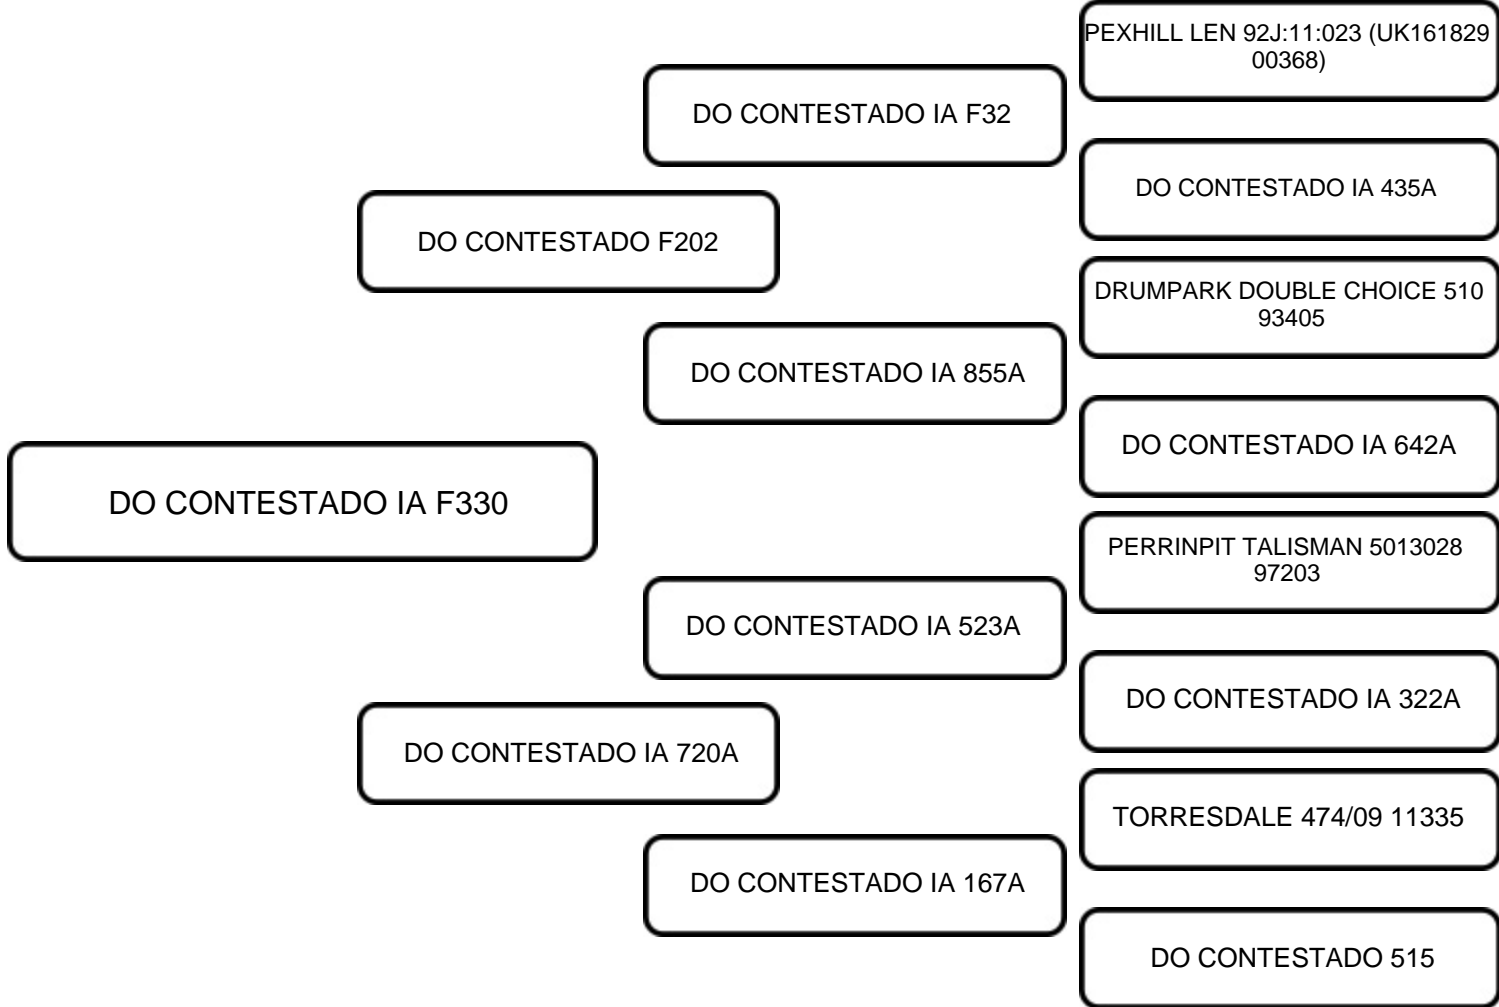 PEXHILL LEN 92J:11:023 (UK161829
00368)
DO CONTESTADO IA F32
DO CONTESTADO IA 435A
DO CONTESTADO F202
DRUMPARK DOUBLE CHOICE 510
93405
DO CONTESTADO IA 855A
DO CONTESTADO IA 642A
DO CONTESTADO IA F330
PERRINPIT TALISMAN 5013028
97203
DO CONTESTADO IA 523A
DO CONTESTADO IA 322A
DO CONTESTADO IA 720A
TORRESDALE 474/09 11335
DO CONTESTADO IA 167A
DO CONTESTADO 515